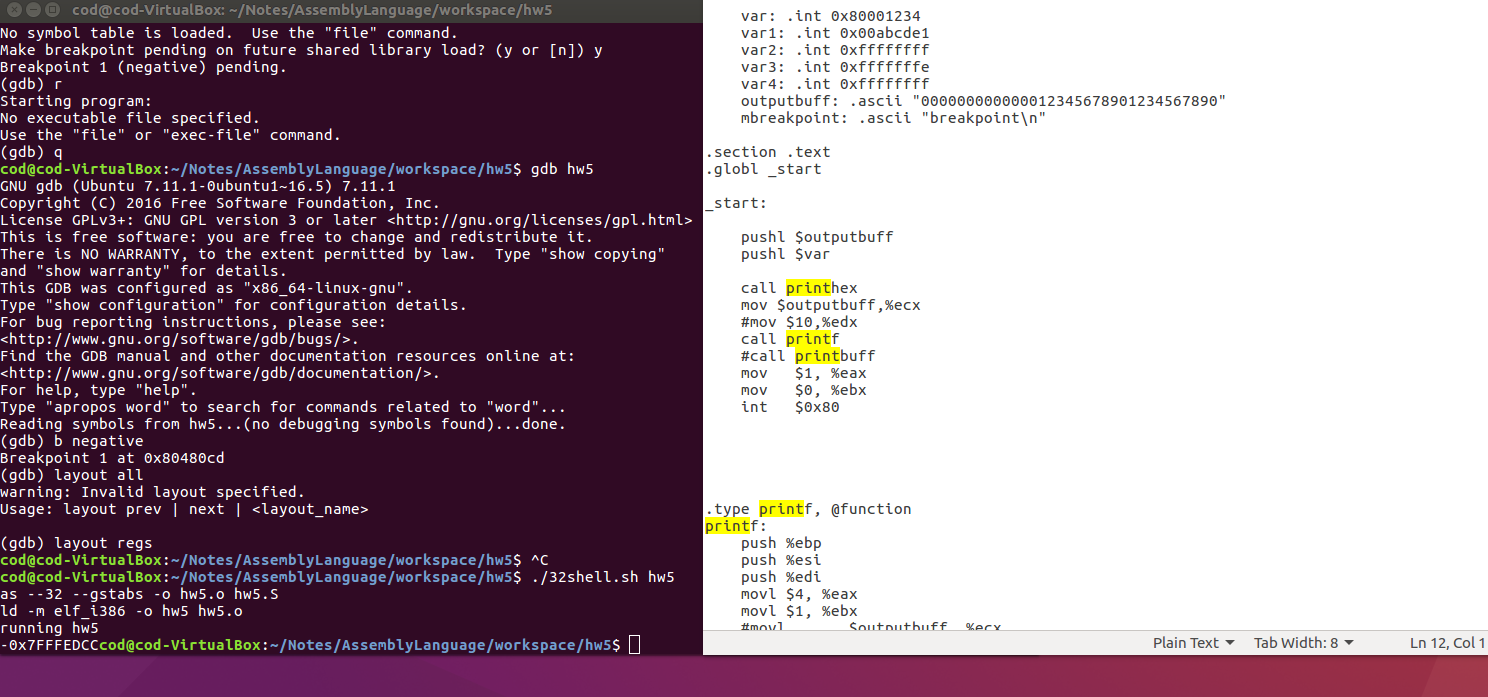 cod@cod-VirtualBox: ~/Notes/AssemblyLanguage/workspace/hw5
No symbol table is loaded.  Use the "file" command.
Make breakpoint pending on future shared library load? (y or [n]) y
Breakpoint 1 (negative) pending.
(gdb) r
Starting program:
No executable file specified.
Use the "file" or "exec-file" command.
(gdb) q
cod@cod-VirtualBox:~/Notes/AssemblyLanguage/workspace/hw5$ gdb hw5
GNU gdb (Ubuntu 7.11.1-0ubuntu1~16.5) 7.11.1
Copyright (C) 2016 Free Software Foundation, Inc.
License GPLv3+: GNU GPL version 3 or later <http://gnu.org/licenses/gpl.html>
This is free software: you are free to change and redistribute it.
There is NO WARRANTY, to the extent permitted by law.  Type "show copying"
and "show warranty" for details.
This GDB was configured as "x86_64-linux-gnu".
Type "show configuration" for configuration details.
For bug reporting instructions, please see:
<http://www.gnu.org/software/gdb/bugs/>.
Find the GDB manual and other documentation resources online at:
<http://www.gnu.org/software/gdb/documentation/>.
For help, type "help".
Type "apropos word" to search for commands related to "word"...
Reading symbols from hw5...(no debugging symbols found)...done.
(gdb) b negative
Breakpoint 1 at 0x80480cd
(gdb) layout all
warning: Invalid layout specified.
Usage: layout prev | next | <layout_name>
(gdb) layout regs
cod@cod-VirtualBox:~/Notes/AssemblyLanguage/workspace/hw5$ ^C
cod@cod-VirtualBox:~/Notes/AssemblyLanguage/workspace/hw5$ ./32shell.sh hw5
as --32 --gstabs -o hw5.o hw5.S
ld -m elf_i386 -o hw5 hw5.o
running hw5
-0x7FFFEDCCcod@cod-VirtualBox:~/Notes/AssemblyLanguage/workspace/hw5$
var: .int 0x80001234
var1: .int 0x00abcde1
var2: .int 0xffffffff
var3: .int 0xfffffffe
var4: .int 0xffffffff
outputbuff: .ascii "000000000000012345678901234567890"
mbreakpoint: .ascii "breakpoint\n"
.section .text
.globl _start
_start:
pushl $outputbuff
pushl $var
call printhex
mov $outputbuff,%ecx
#mov $10,%edx
call printf
#call printbuff
mov   $1, %eax
mov   $0, %ebx
int   $0x80
.type printf, @function
printf:
push %ebp
push %esi
push %edi
movl $4, %eax
movl $1, %ebx
#movl       $outputbuff, %ecx
Plain Text
Tab Width: 8
Ln 12, Col 1